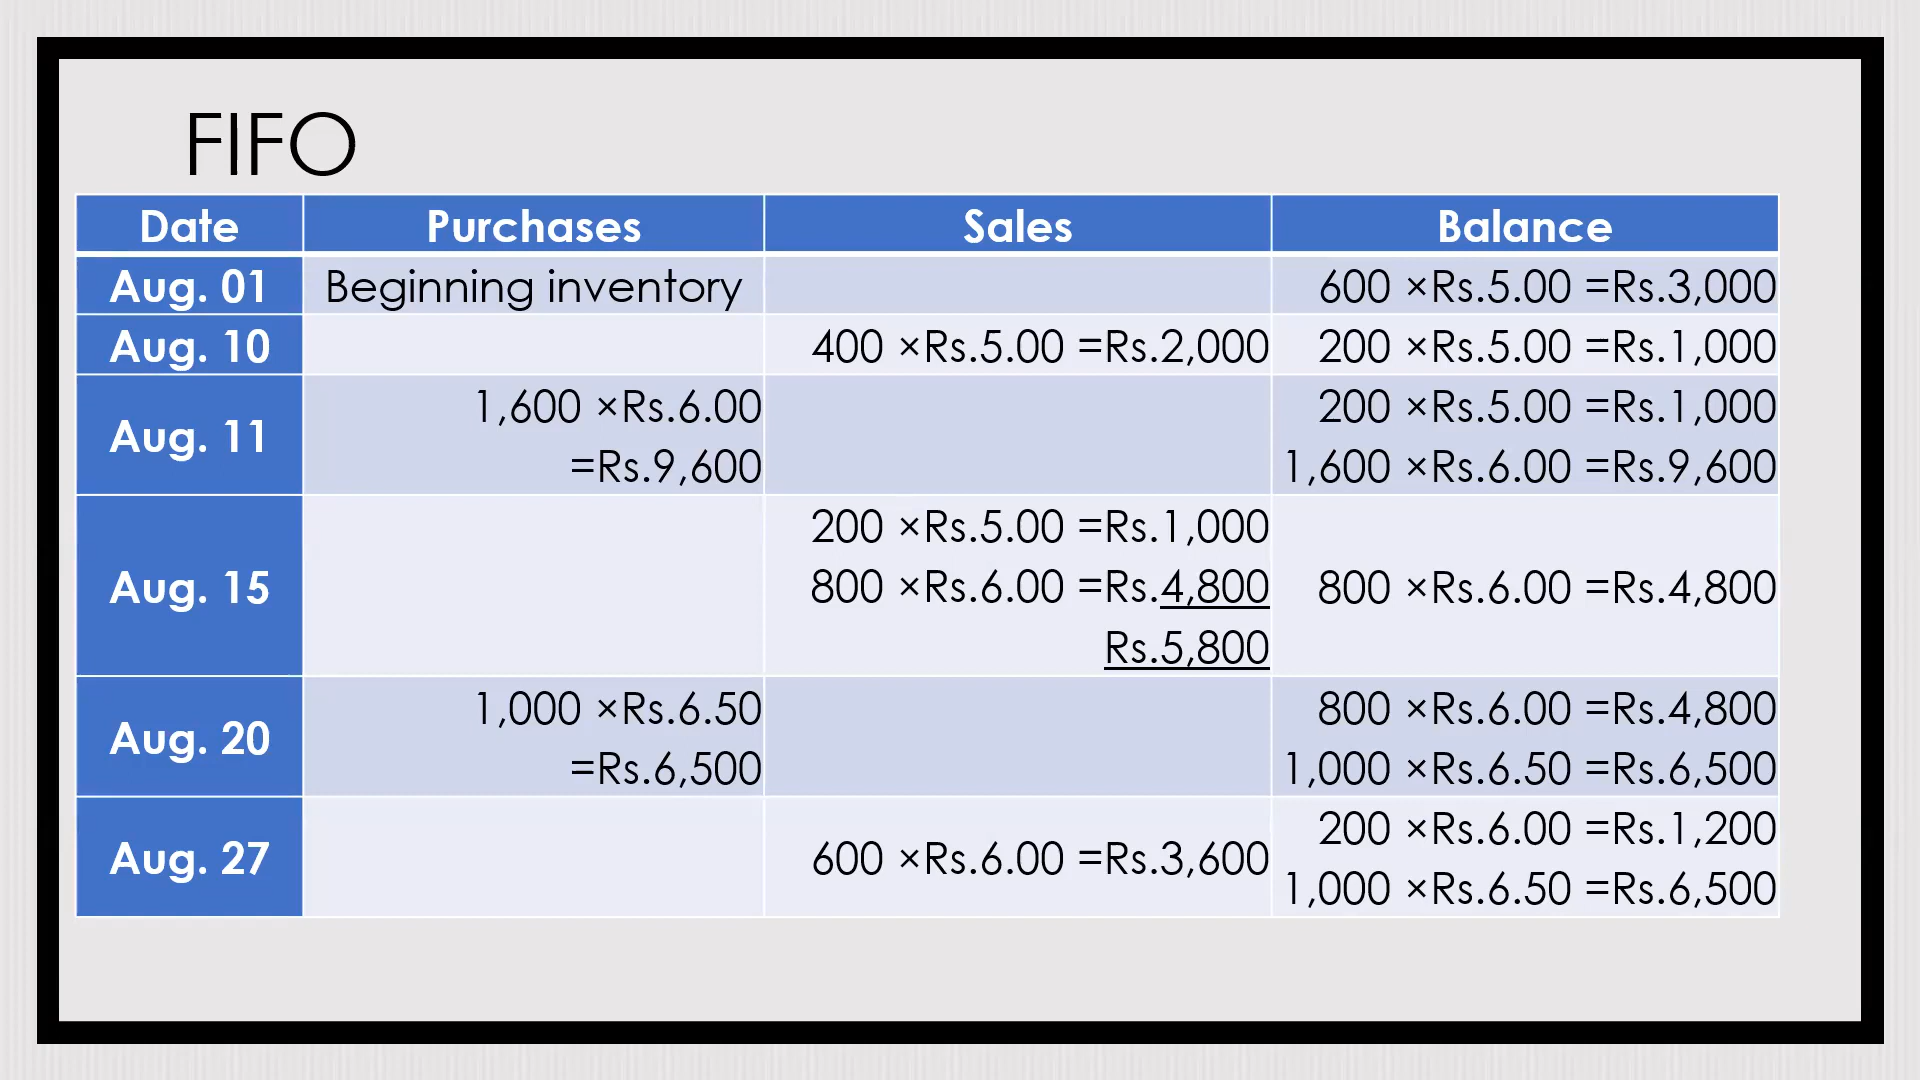 FIFO
Date Purchases Sales Balance
Aug. 01 Beginning inventory 600 ×Rs.5.00 =Rs.3,000
Aug. 10 400 ×Rs.5.00 =Rs.2,000 200 ×Rs.5.00 =Rs.1,000
Aug. 11 1,600 ×Rs.6.00
=Rs.9,600
200 ×Rs.5.00 =Rs.1,000
1,600 ×Rs.6.00 =Rs.9,600
Aug. 15 200 ×Rs.5.00 =Rs.1,000
800 ×Rs.6.00 =Rs.4,800
Rs.5,800
800 ×Rs.6.00 =Rs.4,800
Aug. 20 1,000 ×Rs.6.50
=Rs.6,500
800 ×Rs.6.00 =Rs.4,800
1,000 ×Rs.6.50 =Rs.6,500
Aug. 27 600 ×Rs.6.00 =Rs.3,600
200 ×Rs.6.00 =Rs.1,200
1,000 ×Rs.6.50 =Rs.6,500